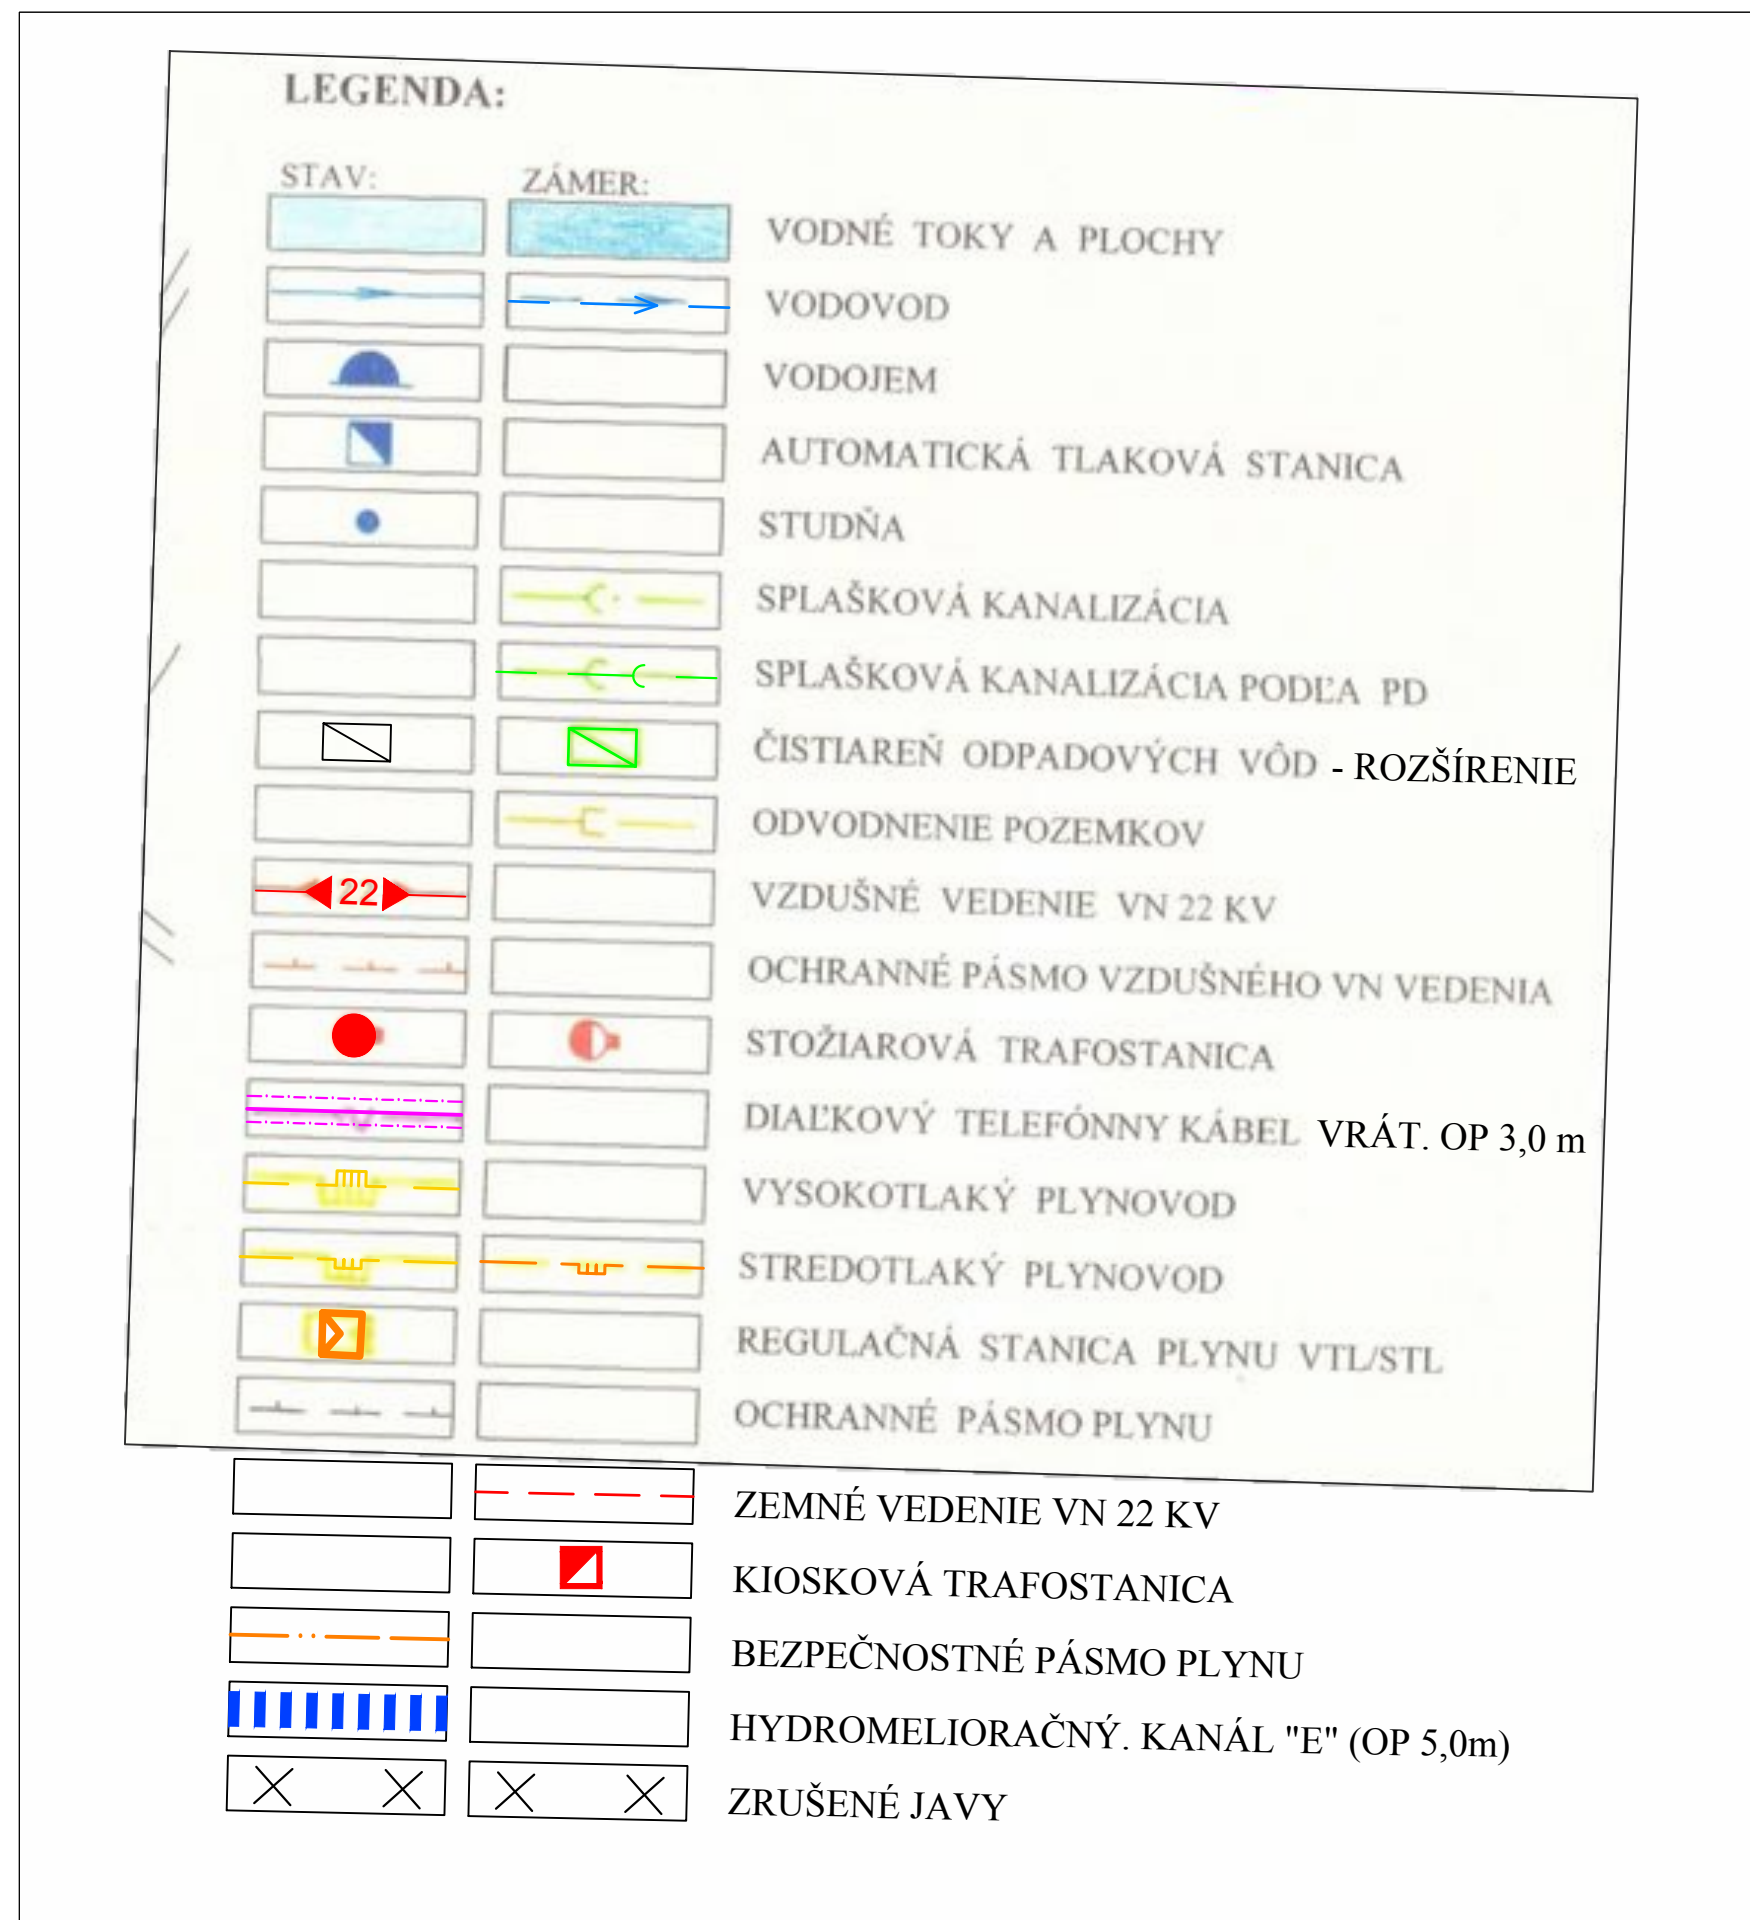 LEGENDA:
STAV: ZÁMER:
VODNÉ TOKY A PLOCHY
VODOVOD
VODOJEM
AUTOMATICKÁ TLAKOVÁ STANICA
STUDŇA
SPLAŠKOVÁ KANALIZÁCIA
SPLAŠKOVÁ KANALIZÁCIA PODĽA PD
ČISTIAREŇ ODPADOVÝCH VÔD - ROZŠÍRENIE
ODVODNENIE POZEMKOV
22 VZDUŠNÉ VEDENIE VN 22 KV
OCHRANNÉ PÁSMO VZDUŠNÉHO VN VEDENIA
STOŽIAROVÁ TRAFOSTANICA
DIAĽKOVÝ TELEFÓNNY KÁBEL VRÁT. OP 3,0 m
VYSOKOTLAKÝ PLYNOVOD
STREDOTLAKÝ PLYNOVOD
REGULAČNÁ STANICA PLYNU VTL/STL
OCHRANNÉ PÁSMO PLYNU
ZEMNÉ VEDENIE VN 22 KV
KIOSKOVÁ TRAFOSTANICA
BEZPEČNOSTNÉ PÁSMO PLYNU
HYDROMELIORAČNÝ. KANÁL "E" (OP 5,0m)
ZRUŠENÉ JAVY